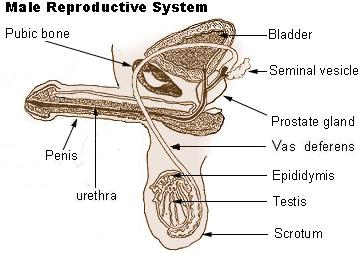 Male Reproductive System
Pubic bone
Bladder
Seminal vesicle
Prostate gland
Penis
Vas deferens
urethra
Epididymis
Testis
Scrotum